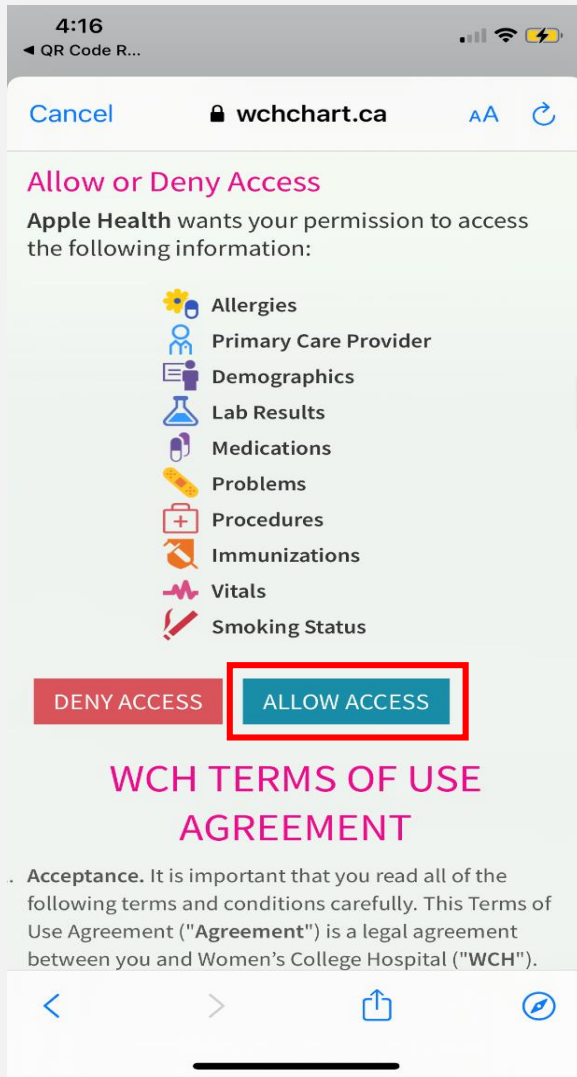 4:16
◀ QR Code R...
Cancel
wchchart.ca
AA
Allow or Deny Access
Apple Health wants your permission to access
the following information:
Allergies
Primary Care Provider
Demographics
Lab Results
Medications
Problems
Procedures
Immunizations
Vitals
Smoking Status
DENY ACCESS
ALLOW ACCESS
WCH TERMS OF USE
AGREEMENT
. Acceptance. It is important that you read all of the
following terms and conditions carefully. This Terms of
Use Agreement ("Agreement") is a legal agreement
between you and Women's College Hospital ("WCH").